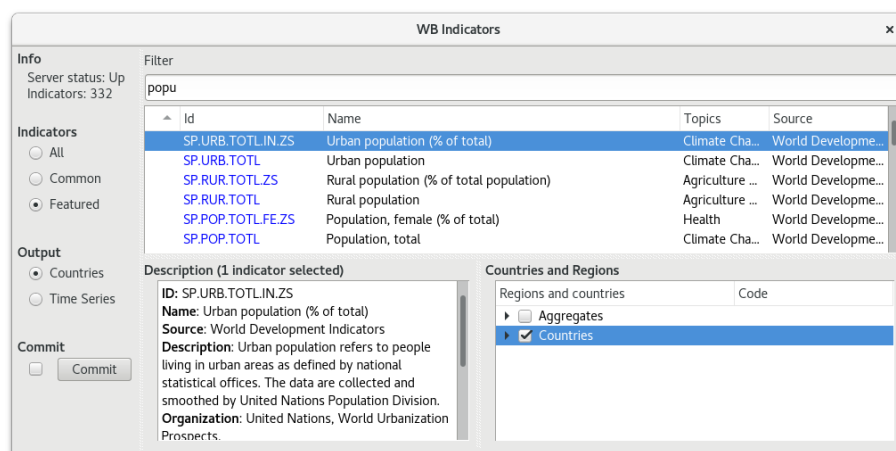 WB Indicators
Info
Server status: Up
Indicators: 332
Indicators
All
Common
Featured
Output
Countries
Time Series
Commit
Commit
Filter
popu
Id Name Topics Source
SP.URB.TOTL.IN.ZS Urban population (% of total) Climate Cha... World Developme...
SP.URB.TOTL Urban population Climate Cha... World Developme...
SP.RUR.TOTL.ZS Rural population (% of total population) Agriculture ... World Developme...
SP.RUR.TOTL Rural population Agriculture ... World Developme...
SP.POP.TOTL.FE.ZS Population, female (% of total) Health World Developme...
SP.POP.TOTL Population, total Climate Cha... World Developme...
Description (1 indicator selected)
ID: SP.URB.TOTL.IN.ZS
Name: Urban population (% of total)
Source: World Development Indicators
Description: Urban population refers to people
living in urban areas as defined by national
statistical offices. The data are collected and
smoothed by United Nations Population Division.
Organization: United Nations, World Urbanization
Prospects.
Countries and Regions
Regions and countries Code
Aggregates
Countries